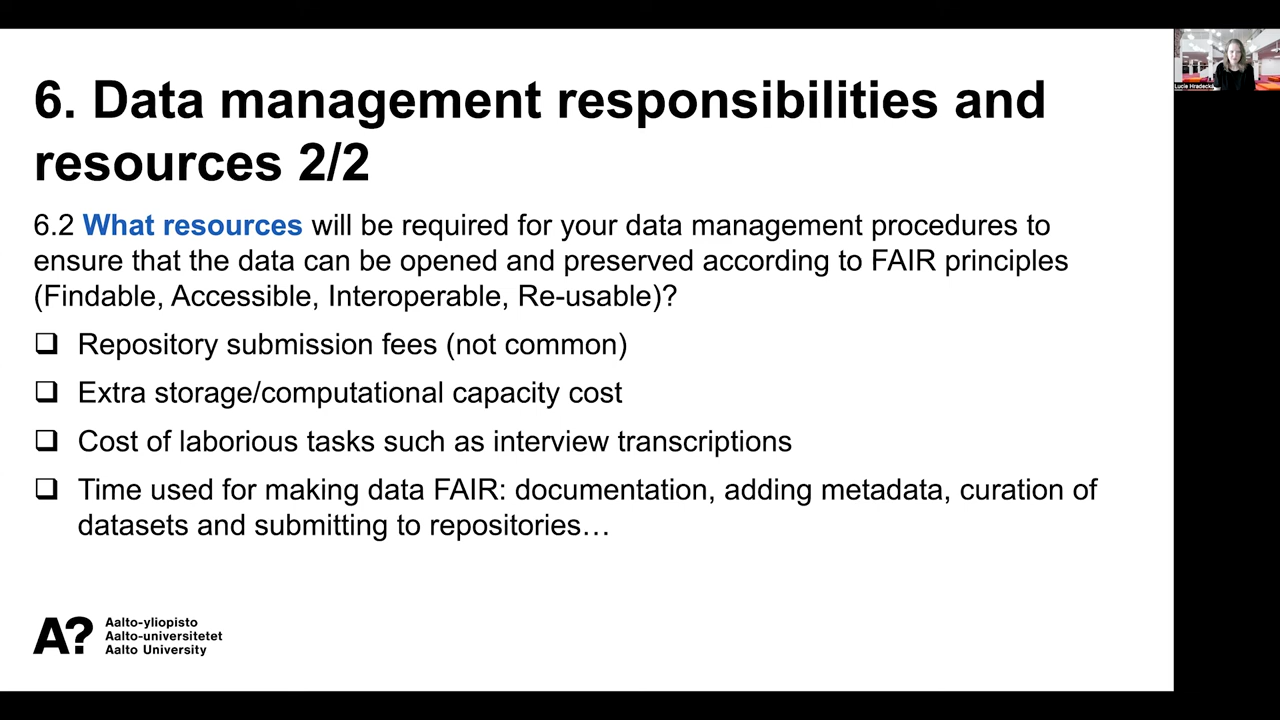 6. Data management responsibilities and
resources 2/2
6.2 What resources will be required for your data management procedures to
ensure that the data can be opened and preserved according to FAIR principles
(Findable, Accessible, Interoperable, Re-usable)?
❑ Repository submission fees (not common)
❑ Extra storage/computational capacity cost
❑ Cost of laborious tasks such as interview transcriptions
❑ Time used for making data FAIR: documentation, adding metadata, curation of
datasets and submitting to repositories…
A?
Aalto-yliopisto
Aalto-universitetet
Aalto University
Lucie Hradecká